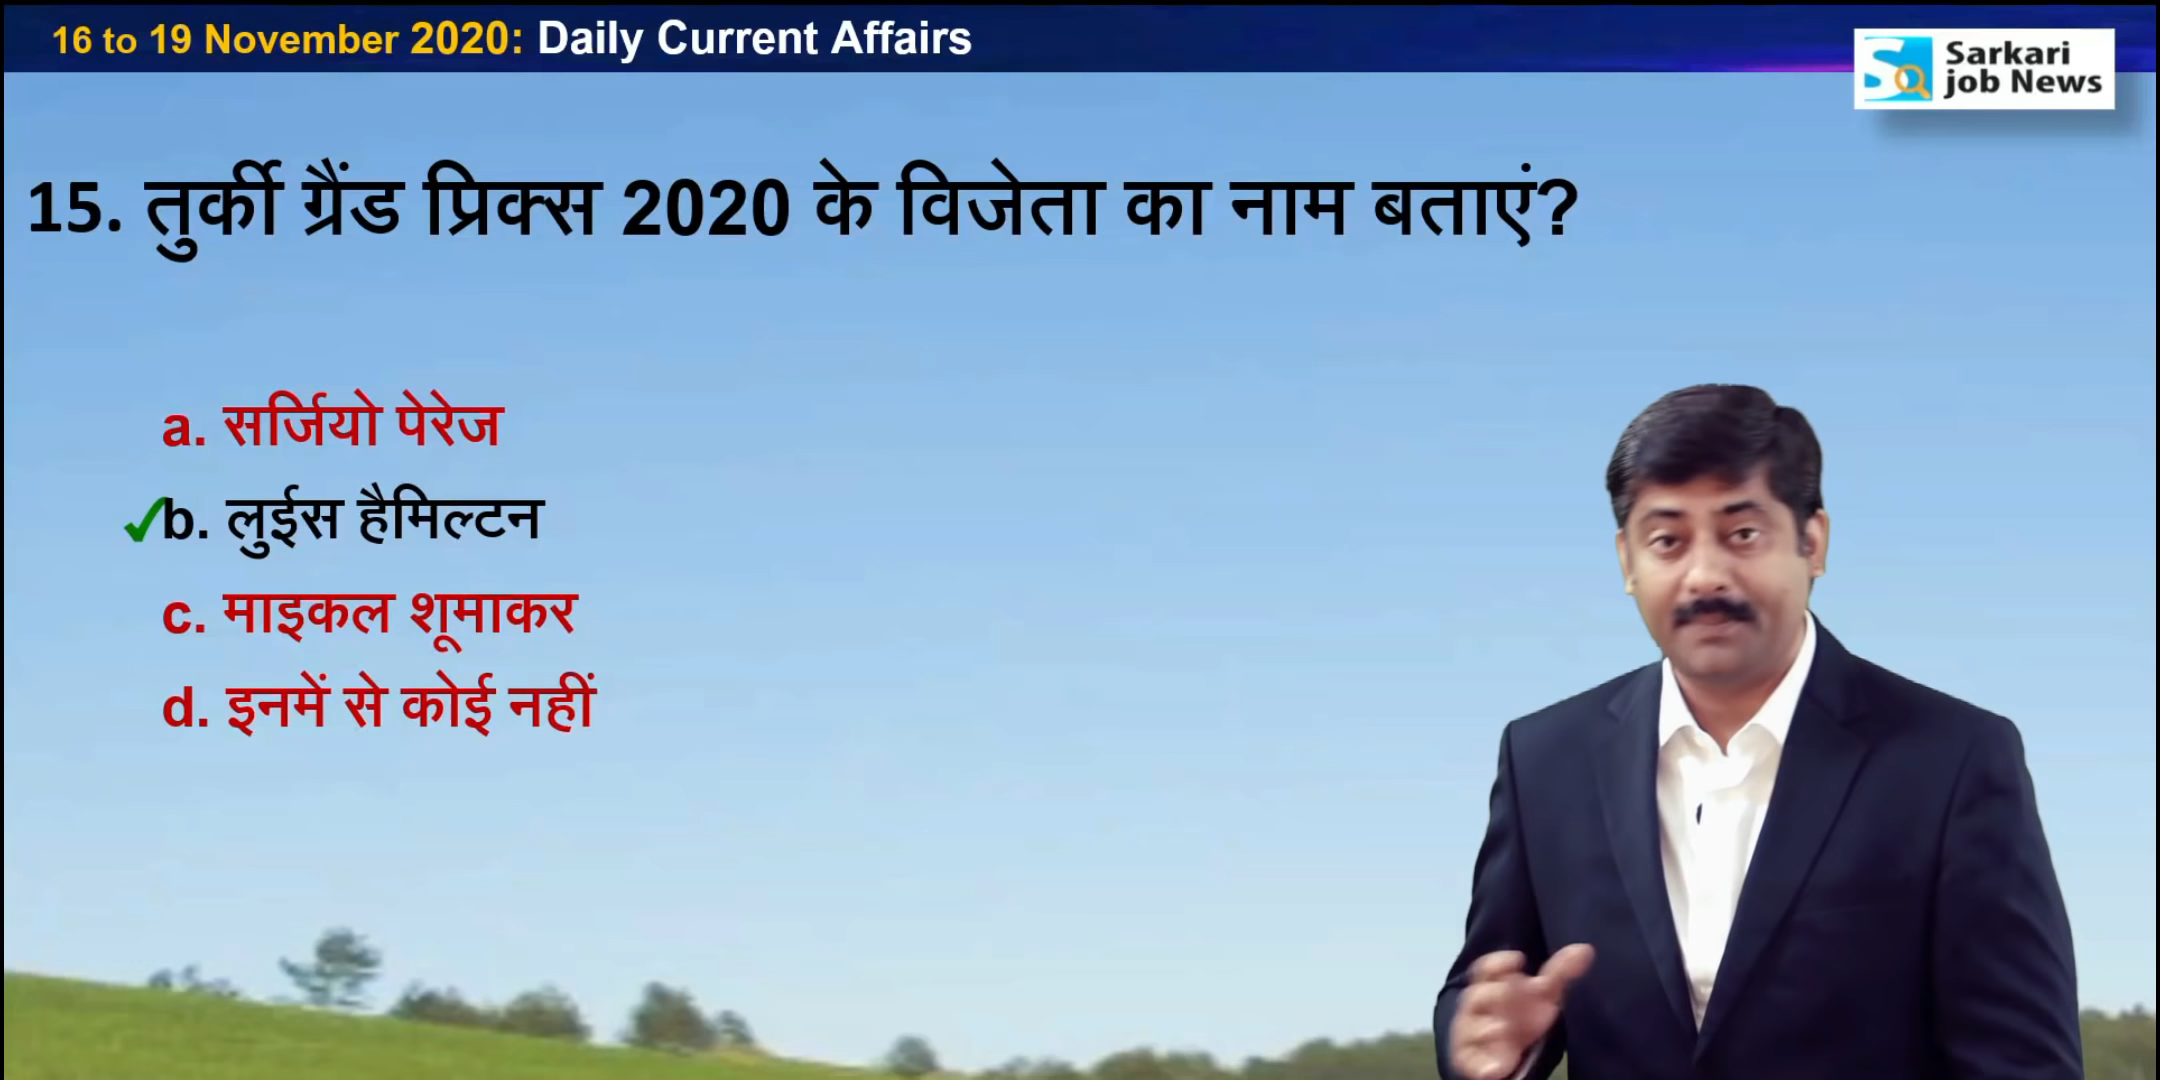 16 to 19 November 2020: Daily Current Affairs
Sarkari
job News
15. तुर्की ग्रैंड प्रिक्स 2020 के विजेता का नाम बताएं?
a. सर्जियो पेरेज
b. लुईस हैमिल्टन
c. माइकल शूमाकर
d. इनमें से कोई नहीं